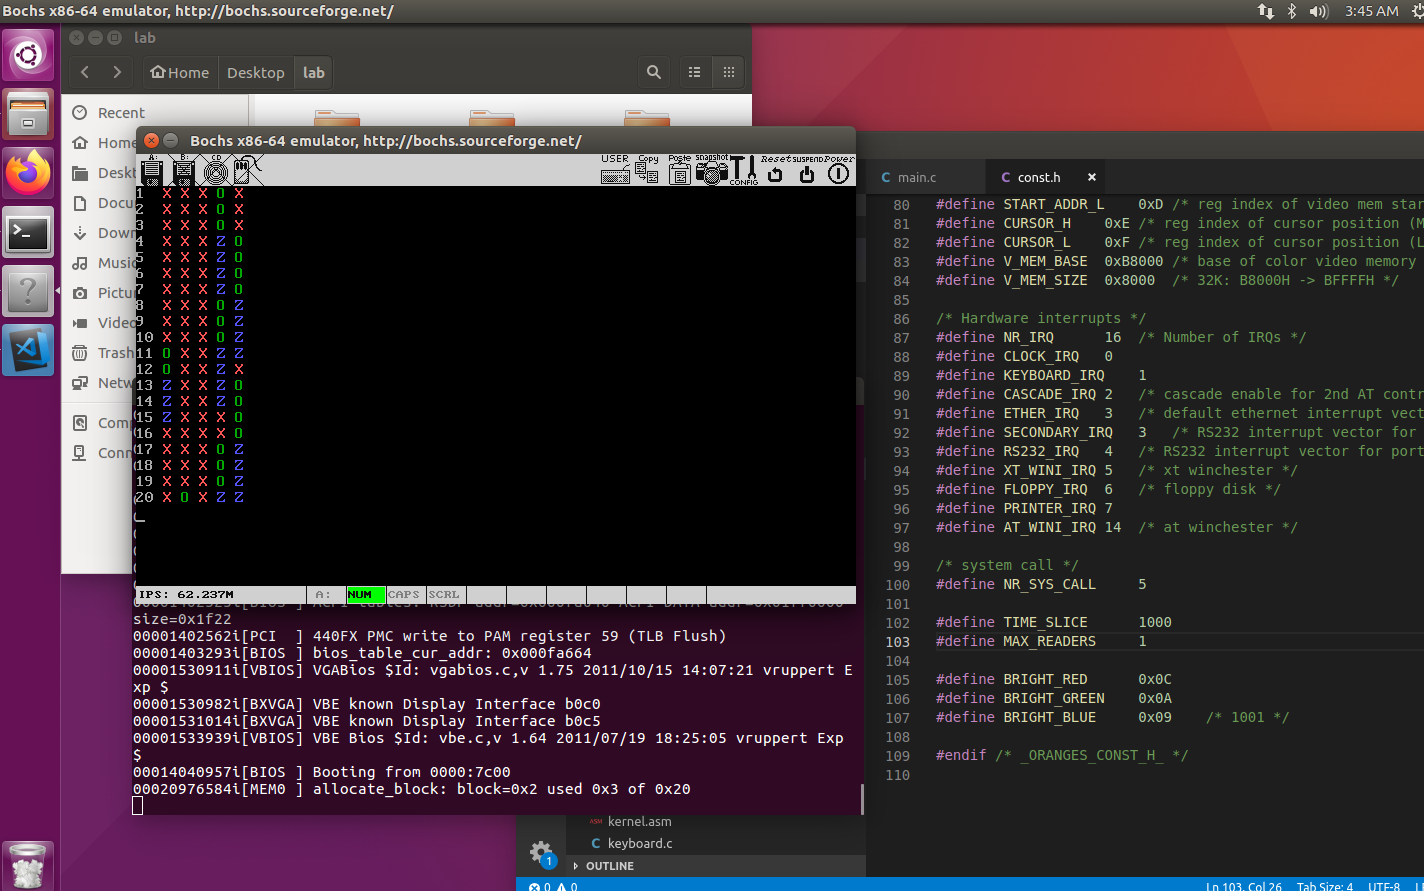 Bochs x86-64 emulator, http://bochs.sourceforge.net/
3:45 AM
lab
Home
Desktop
lab
Recent
Home
Deskt
Docu
Down
Music
Pictu
Video
Trash
Netw
Comp
Conn
Bochs x86-64 emulator, http://bochs.sourceforge.net/
A:
B:
CD
USER
Copy
Paste
Snapshot
CONFIG
Reset
SUSPEND
Power
1 X X X O X
2 X X X O X
3 X X X O X
4 X X X Z O
5 X X X Z O
6 X X X Z O
7 X X X Z O
8 X X X O Z
9 X X X O Z
10 X X X O Z
11 O X X Z Z
12 O X X Z X
13 Z X X Z O
14 Z X X Z O
15 Z X X X O
16 X X X X O
17 X X X O Z
18 X X X O Z
19 X X X O Z
20 X O X Z Z
IPS: 62.237M
A:
NUM
CAPS
SCRL
size=0x1f22
00001402562i[PCI  ] 440FX PMC write to PAM register 59 (TLB Flush)
00001403293i[BIOS ] bios_table_cur_addr: 0x000fa664
00001530911i[VBIOS] VGABios $Id: vgabios.c,v 1.75 2011/10/15 14:07:21 vruppert E
xp $
00001530982i[BXVGA] VBE known Display Interface b0c0
00001531014i[BXVGA] VBE known Display Interface b0c5
00001533939i[VBIOS] VBE Bios $Id: vbe.c,v 1.64 2011/07/19 18:25:05 vruppert Exp
$
00014040957i[BIOS ] Booting from 0000:7c00
00020976584i[MEM0 ] allocate_block: block=0x2 used 0x3 of 0x20
C main.c
C const.h
80 #define START_ADDR_L 0xD /* reg index of video mem star
81 #define CURSOR_H 0xE /* reg index of cursor position (M
82 #define CURSOR_L 0xF /* reg index of cursor position (L
83 #define V_MEM_BASE 0xB8000 /* base of color video memory
84 #define V_MEM_SIZE 0x8000 /* 32K: B8000H -> BFFFFH */
85
86 /* Hardware interrupts */
87 #define NR_IRQ 16 /* Number of IRQs */
88 #define CLOCK_IRQ 0
89 #define KEYBOARD_IRQ 1
90 #define CASCADE_IRQ 2 /* cascade enable for 2nd AT contr
91 #define ETHER_IRQ 3 /* default ethernet interrupt vect
92 #define SECONDARY_IRQ 3 /* RS232 interrupt vector for
93 #define RS232_IRQ 4 /* RS232 interrupt vector for port
94 #define XT_WINI_IRQ 5 /* xt winchester */
95 #define FLOPPY_IRQ 6 /* floppy disk */
96 #define PRINTER_IRQ 7
97 #define AT_WINI_IRQ 14 /* at winchester */
98
99 /* system call */
100 #define NR_SYS_CALL 5
101
102 #define TIME_SLICE 1000
103 #define MAX_READERS 1
104
105 #define BRIGHT_RED 0x0C
106 #define BRIGHT_GREEN 0x0A
107 #define BRIGHT_BLUE 0x09 /* 1001 */
108
109 #endif /* _ORANGES_CONST_H_ */
110
ASM kernel.asm
C keyboard.c
OUTLINE
1
0 0
Ln 103, Col 26 Tab Size: 4 UTF-8